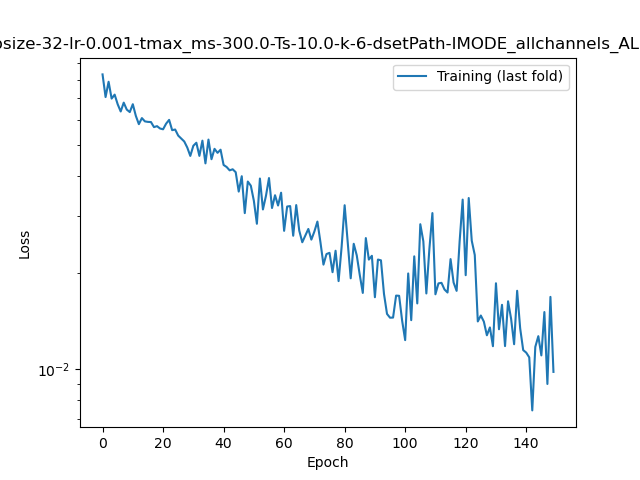 osize-32-lr-0.001-tmax_ms-300.0-Ts-10.0-k-6-dsetPath-IMODE_allchannels_AL
Training (last fold)
Loss
10⁻²
0 20 40 60 80 100 120 140
Epoch